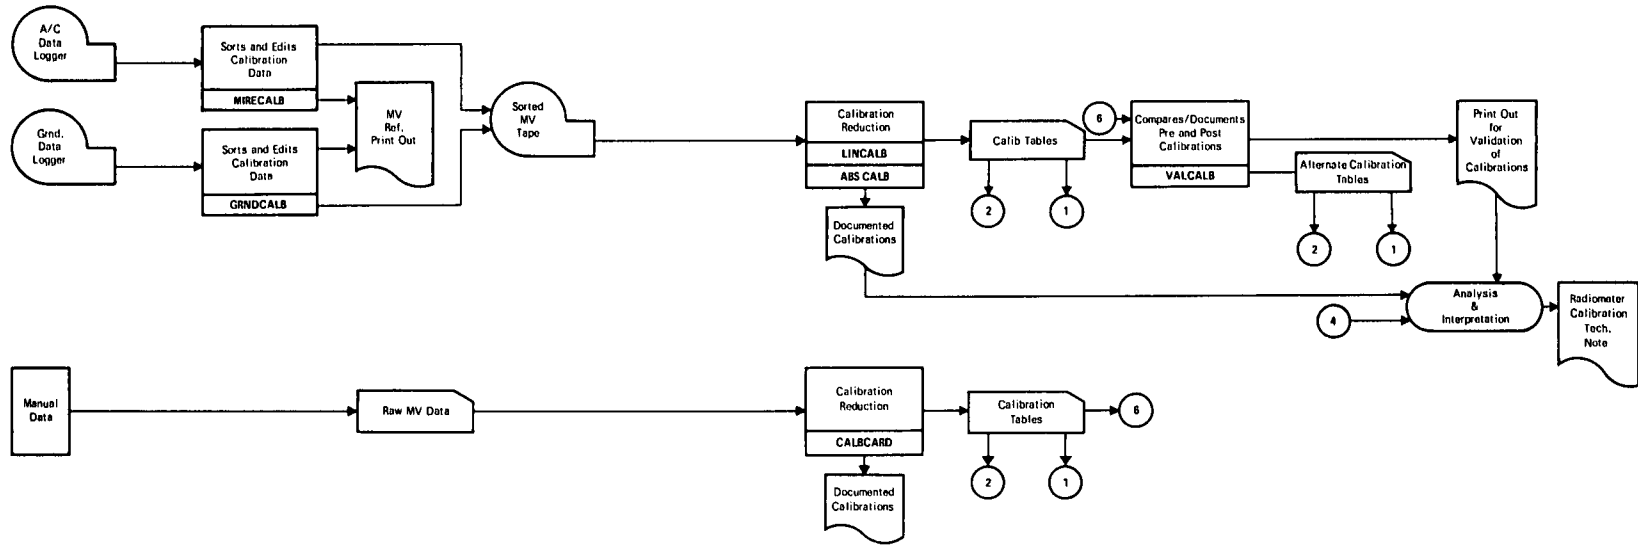 A/C
Data
Logger
Sorts and Edits
Calibration
Data
MIRECALB
Grnd.
Data
Logger
Sorts and Edits
Calibration
Data
GRNDCALB
MV
Ref.
Print Out
Sorted
MV
Tape
Calibration
Reduction
LINCALB
ABS CALB
Documented
Calibrations
Calib Tables
2
1
6
Compares/Documents
Pre and Post
Calibrations
VALCALB
Alternate Calibration
Tables
2
1
Print Out
for
Validation
of
Calibrations
4
Analysis
&
Interpretation
Radiometer
Calibration
Tech.
Note
Manual
Data
Raw MV Data
Calibration
Reduction
CALBCARD
Documented
Calibrations
Calibration
Tables
2
1
6